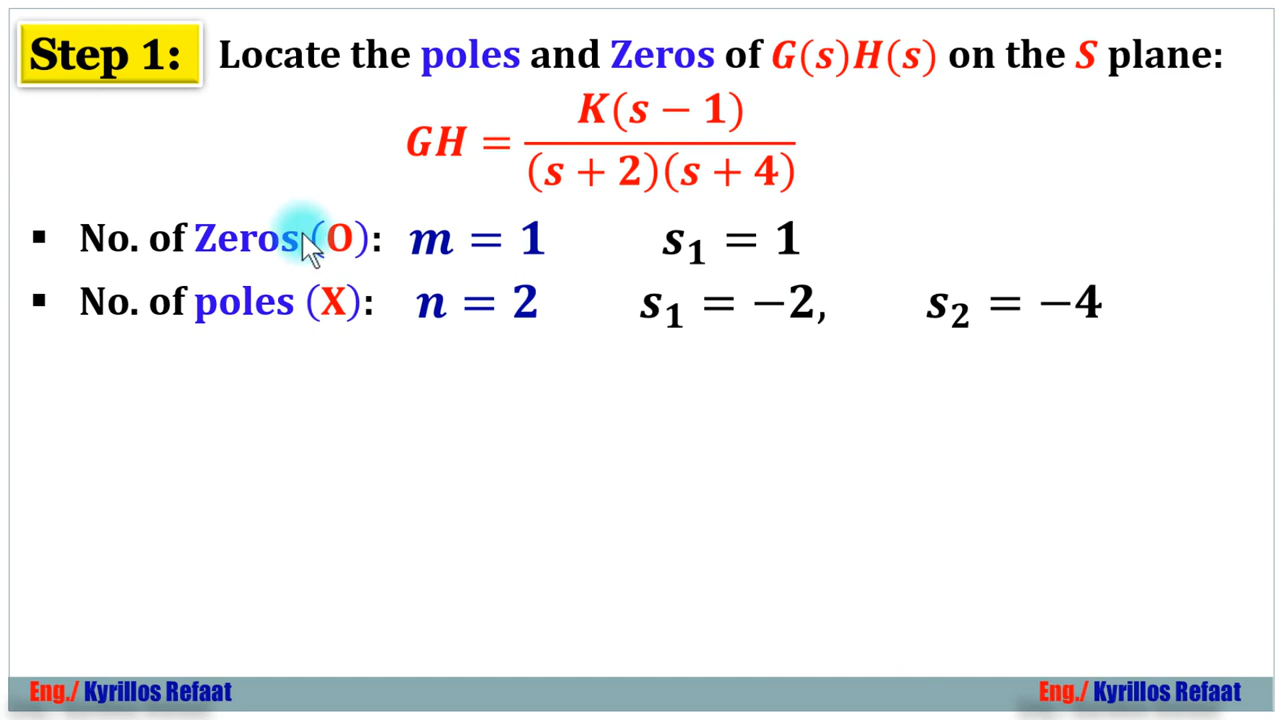 Step 1: Locate the poles and Zeros of G(s)H(s) on the S plane:
GH = K(s − 1) / (s + 2)(s + 4)
▪ No. of Zeros (O): m = 1 s₁ = 1
▪ No. of poles (X): n = 2 s₁ = −2, s₂ = −4
Eng./ Kyrillos Refaat Eng./ Kyrillos Refaat